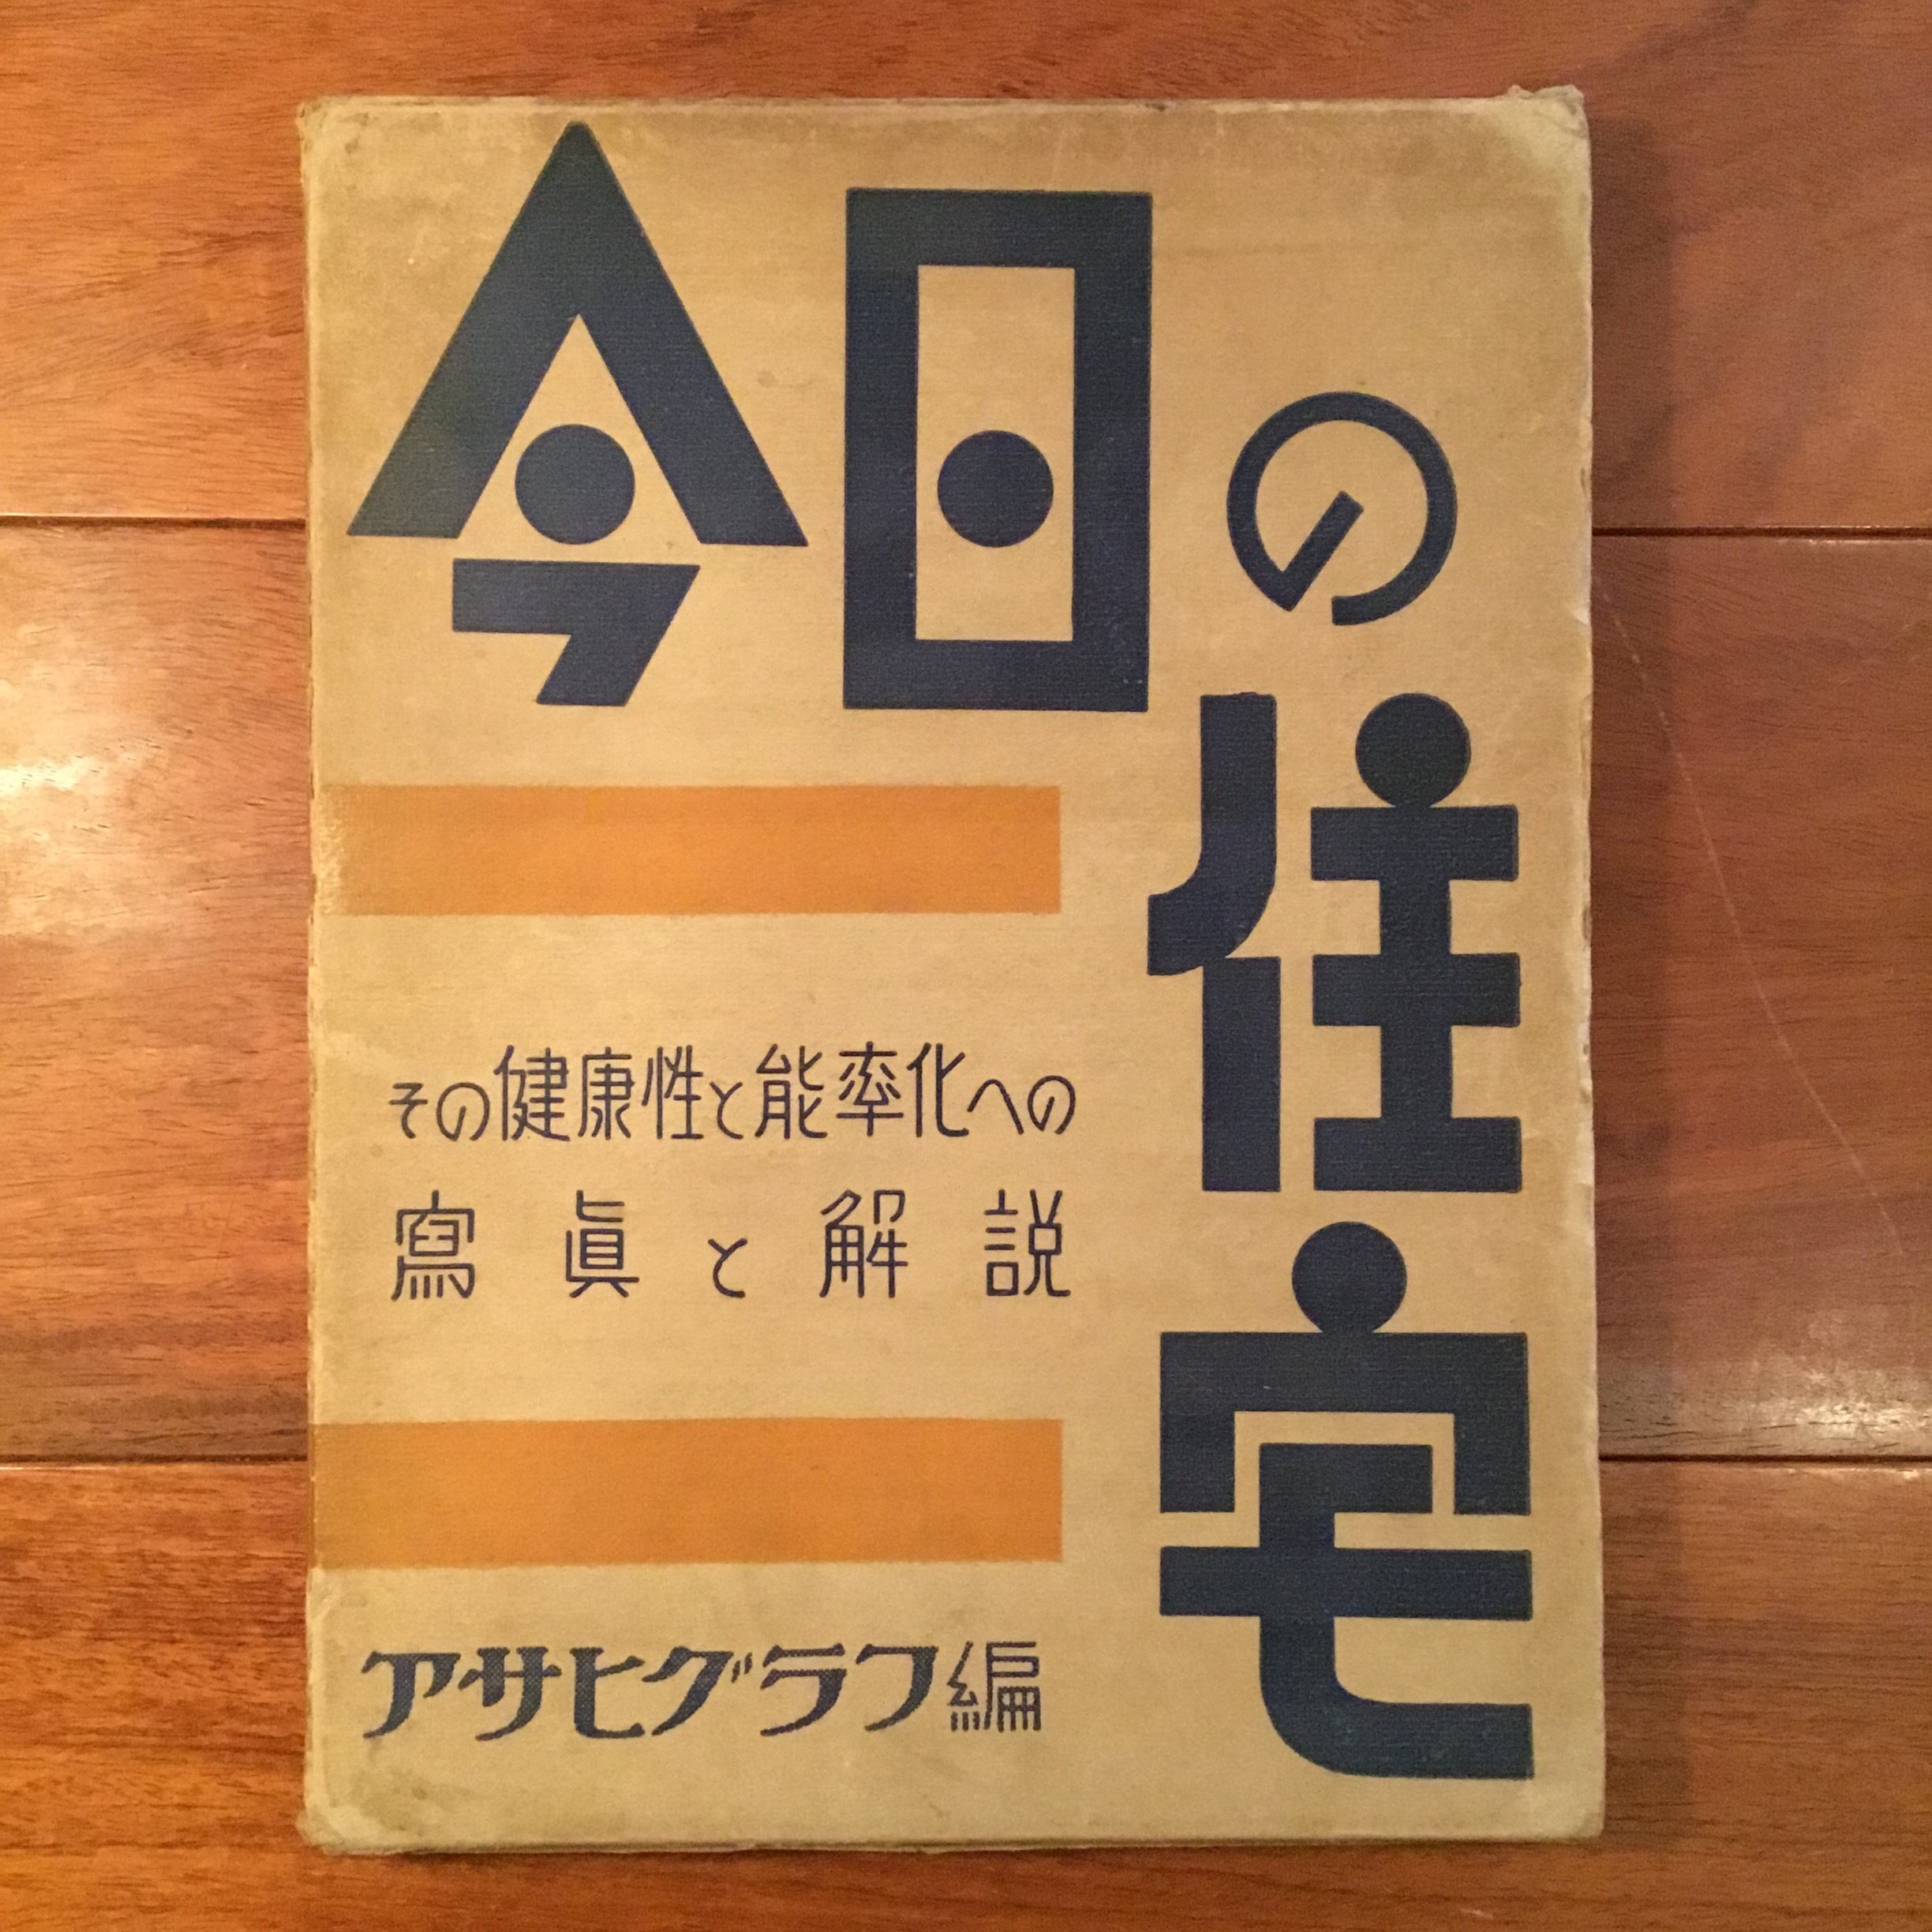 今日の住宅
その健康性と能率化への
寫眞と解説
アサヒグラフ編